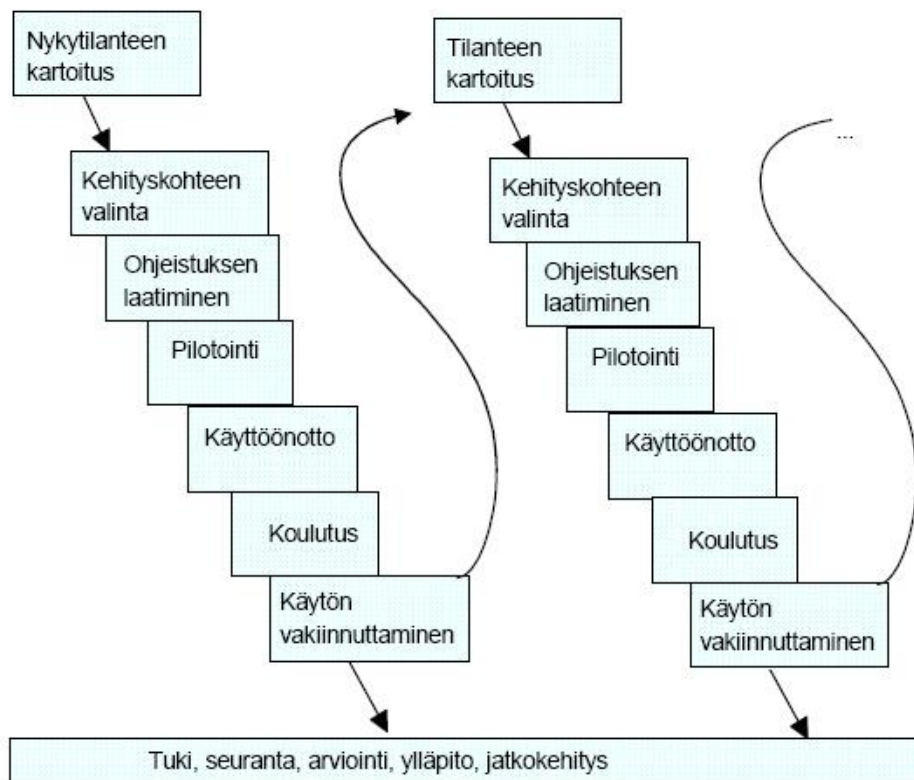 Nykytilanteen
kartoitus
Kehityskohteen
valinta
Ohjeistuksen
laatiminen
Pilotointi
Käyttöönotto
Koulutus
Käytön
vakiinnuttaminen
Tilanteen
kartoitus
...
Kehityskohteen
valinta
Ohjeistuksen
laatiminen
Pilotointi
Käyttöönotto
Koulutus
Käytön
vakiinnuttaminen
Tuki, seuranta, arviointi, ylläpito, jatkokehitys